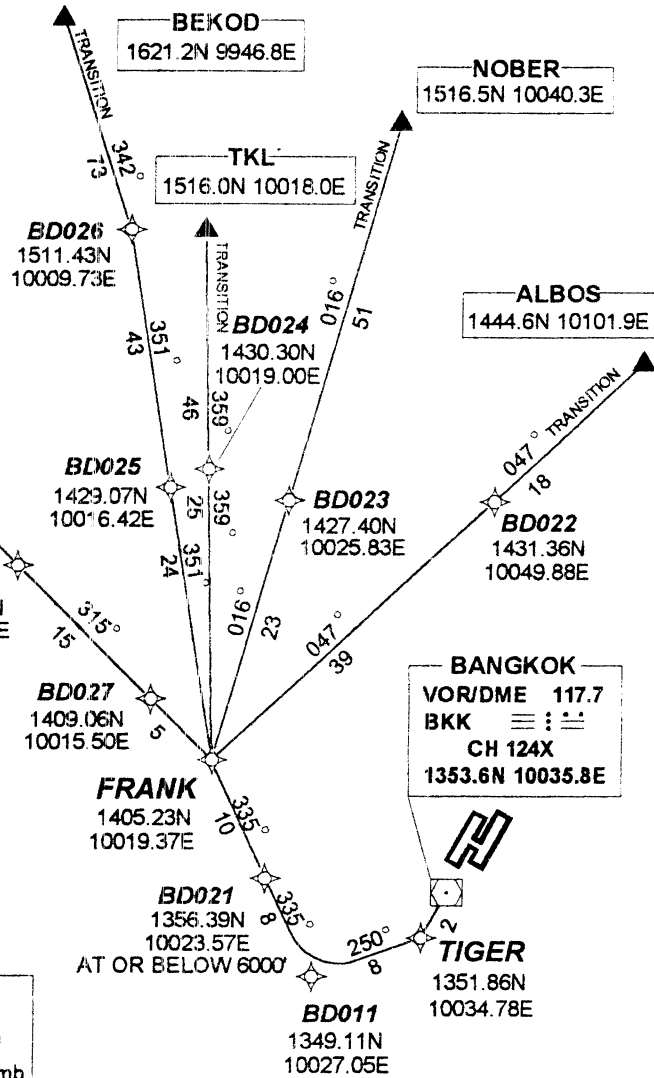 BEKOD
1621.2N 9946.8E
NOBER
1516.5N 10040.3E
TRANSITION
342°
73
TKL
1516.0N 10018.0E
TRANSITION
BD026
1511.43N
10009.73E
TRANSITION
016°
51
ALBOS
1444.6N 10101.9E
351°
43
BD024
1430.30N
10019.00E
46
359°
TRANSITION
047°
18
BD025
1429.07N
10016.42E
25
359°
BD023
1427.40N
10025.83E
BD022
1431.36N
10049.88E
24
351°
016°
23
047°
39
N
E
315°
15
BD027
1409.06N
10015.50E
5
BANGKOK
VOR/DME 117.7
BKK
CH 124X
1353.6N 10035.8E
FRANK
1405.23N
10019.37E
335°
10
BD021
1356.39N
10023.57E
AT OR BELOW 6000'
335°
8
250°
8
2
TIGER
1351.86N
10034.78E
BD011
1349.11N
10027.05E
mb